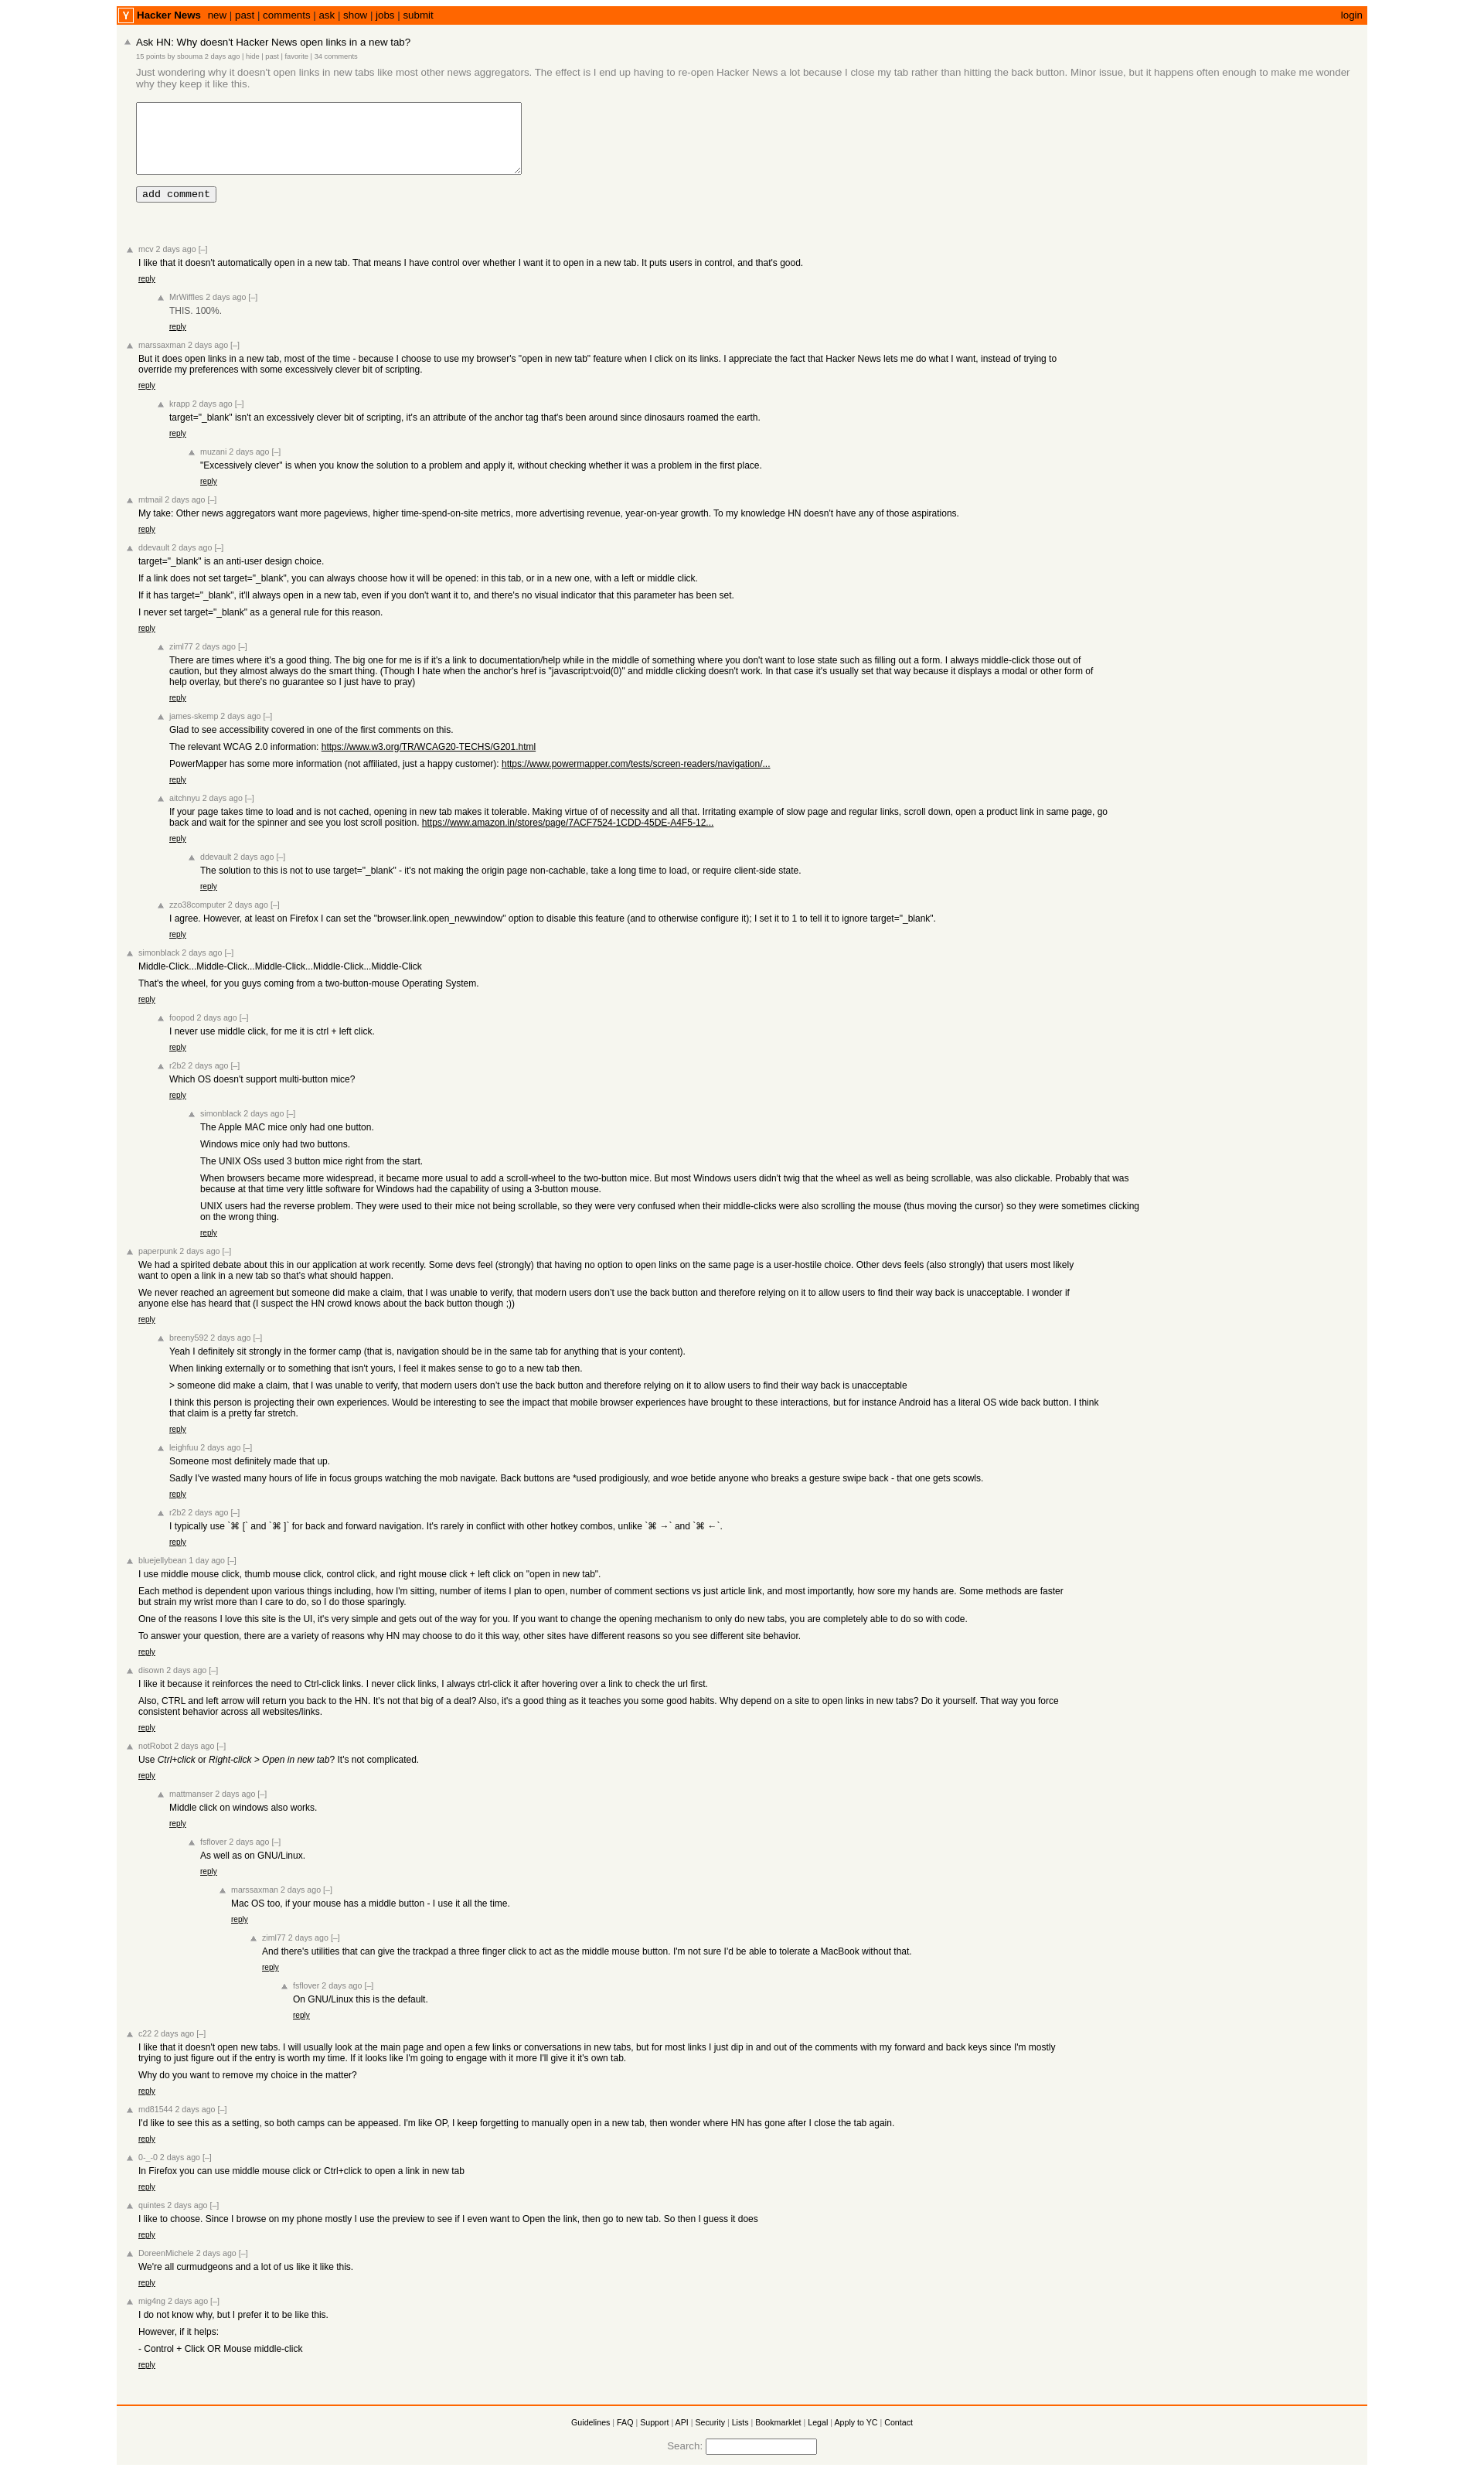 Y Hacker News new | past | comments | ask | show | jobs | submit login
Ask HN: Why doesn't Hacker News open links in a new tab?
15 points by sbouma 2 days ago | hide | past | favorite | 34 comments
Just wondering why it doesn't open links in new tabs like most other news aggregators. The effect is I end up having to re-open Hacker News a lot because I close my tab rather than hitting the back button. Minor issue, but it happens often enough to make me wonder
why they keep it like this.
add comment
mcv 2 days ago [–]
I like that it doesn't automatically open in a new tab. That means I have control over whether I want it to open in a new tab. It puts users in control, and that's good.
reply
MrWiffles 2 days ago [–]
THIS. 100%.
reply
marssaxman 2 days ago [–]
But it does open links in a new tab, most of the time - because I choose to use my browser's "open in new tab" feature when I click on its links. I appreciate the fact that Hacker News lets me do what I want, instead of trying to
override my preferences with some excessively clever bit of scripting.
reply
krapp 2 days ago [–]
target="_blank" isn't an excessively clever bit of scripting, it's an attribute of the anchor tag that's been around since dinosaurs roamed the earth.
reply
muzani 2 days ago [–]
"Excessively clever" is when you know the solution to a problem and apply it, without checking whether it was a problem in the first place.
reply
mtmail 2 days ago [–]
My take: Other news aggregators want more pageviews, higher time-spend-on-site metrics, more advertising revenue, year-on-year growth. To my knowledge HN doesn't have any of those aspirations.
reply
ddevault 2 days ago [–]
target="_blank" is an anti-user design choice.
If a link does not set target="_blank", you can always choose how it will be opened: in this tab, or in a new one, with a left or middle click.
If it has target="_blank", it'll always open in a new tab, even if you don't want it to, and there's no visual indicator that this parameter has been set.
I never set target="_blank" as a general rule for this reason.
reply
ziml77 2 days ago [–]
There are times where it's a good thing. The big one for me is if it's a link to documentation/help while in the middle of something where you don't want to lose state such as filling out a form. I always middle-click those out of
caution, but they almost always do the smart thing. (Though I hate when the anchor's href is "javascript:void(0)" and middle clicking doesn't work. In that case it's usually set that way because it displays a modal or other form of
help overlay, but there's no guarantee so I just have to pray)
reply
james-skemp 2 days ago [–]
Glad to see accessibility covered in one of the first comments on this.
The relevant WCAG 2.0 information: https://www.w3.org/TR/WCAG20-TECHS/G201.html
PowerMapper has some more information (not affiliated, just a happy customer): https://www.powermapper.com/tests/screen-readers/navigation/...
reply
aitchnyu 2 days ago [–]
If your page takes time to load and is not cached, opening in new tab makes it tolerable. Making virtue of of necessity and all that. Irritating example of slow page and regular links, scroll down, open a product link in same page, go
back and wait for the spinner and see you lost scroll position. https://www.amazon.in/stores/page/7ACF7524-1CDD-45DE-A4F5-12...
reply
ddevault 2 days ago [–]
The solution to this is not to use target="_blank" - it's not making the origin page non-cachable, take a long time to load, or require client-side state.
reply
zzo38computer 2 days ago [–]
I agree. However, at least on Firefox I can set the "browser.link.open_newwindow" option to disable this feature (and to otherwise configure it); I set it to 1 to tell it to ignore target="_blank".
reply
simonblack 2 days ago [–]
Middle-Click...Middle-Click...Middle-Click...Middle-Click...Middle-Click
That's the wheel, for you guys coming from a two-button-mouse Operating System.
reply
foopod 2 days ago [–]
I never use middle click, for me it is ctrl + left click.
reply
r2b2 2 days ago [–]
Which OS doesn't support multi-button mice?
reply
simonblack 2 days ago [–]
The Apple MAC mice only had one button.
Windows mice only had two buttons.
The UNIX OSs used 3 button mice right from the start.
When browsers became more widespread, it became more usual to add a scroll-wheel to the two-button mice. But most Windows users didn't twig that the wheel as well as being scrollable, was also clickable. Probably that was
because at that time very little software for Windows had the capability of using a 3-button mouse.
UNIX users had the reverse problem. They were used to their mice not being scrollable, so they were very confused when their middle-clicks were also scrolling the mouse (thus moving the cursor) so they were sometimes clicking
on the wrong thing.
reply
paperpunk 2 days ago [–]
We had a spirited debate about this in our application at work recently. Some devs feel (strongly) that having no option to open links on the same page is a user-hostile choice. Other devs feels (also strongly) that users most likely
want to open a link in a new tab so that's what should happen.
We never reached an agreement but someone did make a claim, that I was unable to verify, that modern users don't use the back button and therefore relying on it to allow users to find their way back is unacceptable. I wonder if
anyone else has heard that (I suspect the HN crowd knows about the back button though ;))
reply
breeny592 2 days ago [–]
Yeah I definitely sit strongly in the former camp (that is, navigation should be in the same tab for anything that is your content).
When linking externally or to something that isn't yours, I feel it makes sense to go to a new tab then.
> someone did make a claim, that I was unable to verify, that modern users don't use the back button and therefore relying on it to allow users to find their way back is unacceptable
I think this person is projecting their own experiences. Would be interesting to see the impact that mobile browser experiences have brought to these interactions, but for instance Android has a literal OS wide back button. I think
that claim is a pretty far stretch.
reply
leighfuu 2 days ago [–]
Someone most definitely made that up.
Sadly I've wasted many hours of life in focus groups watching the mob navigate. Back buttons are *used prodigiously, and woe betide anyone who breaks a gesture swipe back - that one gets scowls.
reply
r2b2 2 days ago [–]
I typically use `⌘ [` and `⌘ ]` for back and forward navigation. It's rarely in conflict with other hotkey combos, unlike `⌘ →` and `⌘ ←`.
reply
bluejellybean 1 day ago [–]
I use middle mouse click, thumb mouse click, control click, and right mouse click + left click on "open in new tab".
Each method is dependent upon various things including, how I'm sitting, number of items I plan to open, number of comment sections vs just article link, and most importantly, how sore my hands are. Some methods are faster
but strain my wrist more than I care to do, so I do those sparingly.
One of the reasons I love this site is the UI, it's very simple and gets out of the way for you. If you want to change the opening mechanism to only do new tabs, you are completely able to do so with code.
To answer your question, there are a variety of reasons why HN may choose to do it this way, other sites have different reasons so you see different site behavior.
reply
disown 2 days ago [–]
I like it because it reinforces the need to Ctrl-click links. I never click links, I always ctrl-click it after hovering over a link to check the url first.
Also, CTRL and left arrow will return you back to the HN. It's not that big of a deal? Also, it's a good thing as it teaches you some good habits. Why depend on a site to open links in new tabs? Do it yourself. That way you force
consistent behavior across all websites/links.
reply
notRobot 2 days ago [–]
Use Ctrl+click or Right-click > Open in new tab? It's not complicated.
reply
mattmanser 2 days ago [–]
Middle click on windows also works.
reply
fsflover 2 days ago [–]
As well as on GNU/Linux.
reply
marssaxman 2 days ago [–]
Mac OS too, if your mouse has a middle button - I use it all the time.
reply
ziml77 2 days ago [–]
And there's utilities that can give the trackpad a three finger click to act as the middle mouse button. I'm not sure I'd be able to tolerate a MacBook without that.
reply
fsflover 2 days ago [–]
On GNU/Linux this is the default.
reply
c22 2 days ago [–]
I like that it doesn't open new tabs. I will usually look at the main page and open a few links or conversations in new tabs, but for most links I just dip in and out of the comments with my forward and back keys since I'm mostly
trying to just figure out if the entry is worth my time. If it looks like I'm going to engage with it more I'll give it it's own tab.
Why do you want to remove my choice in the matter?
reply
md81544 2 days ago [–]
I'd like to see this as a setting, so both camps can be appeased. I'm like OP, I keep forgetting to manually open in a new tab, then wonder where HN has gone after I close the tab again.
reply
0-_-0 2 days ago [–]
In Firefox you can use middle mouse click or Ctrl+click to open a link in new tab
reply
quintes 2 days ago [–]
I like to choose. Since I browse on my phone mostly I use the preview to see if I even want to Open the link, then go to new tab. So then I guess it does
reply
DoreenMichele 2 days ago [–]
We're all curmudgeons and a lot of us like it like this.
reply
mig4ng 2 days ago [–]
I do not know why, but I prefer it to be like this.
However, if it helps:
- Control + Click OR Mouse middle-click
reply
Guidelines | FAQ | Support | API | Security | Lists | Bookmarklet | Legal | Apply to YC | Contact
Search: